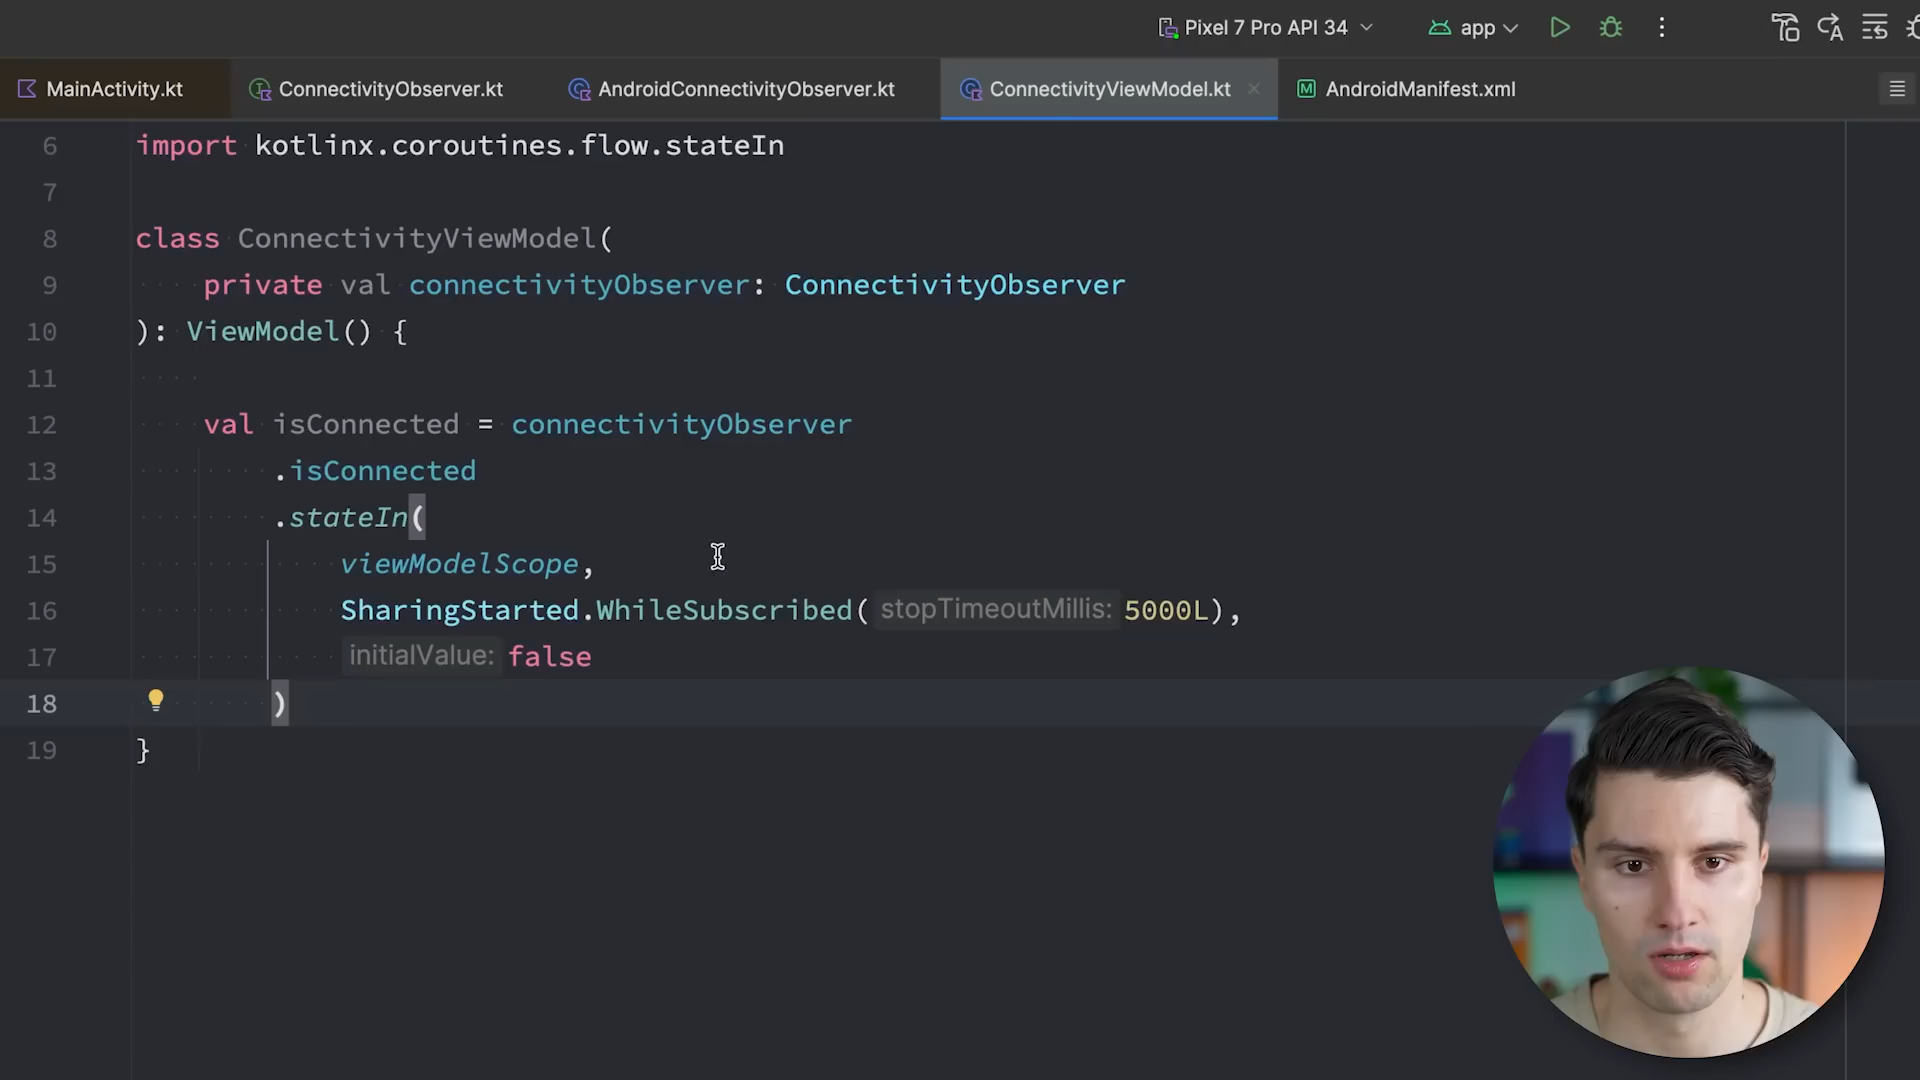 Pixel 7 Pro API 34
app
MainActivity.kt
ConnectivityObserver.kt
AndroidConnectivityObserver.kt
ConnectivityViewModel.kt
AndroidManifest.xml
6 import kotlinx.coroutines.flow.stateIn
7
8 class ConnectivityViewModel(
9 private val connectivityObserver: ConnectivityObserver
10 ): ViewModel() {
11
12 val isConnected = connectivityObserver
13 .isConnected
14 .stateIn(
15 viewModelScope,
16 SharingStarted.WhileSubscribed( stopTimeoutMillis: 5000L),
17 initialValue: false
18 )
19 }